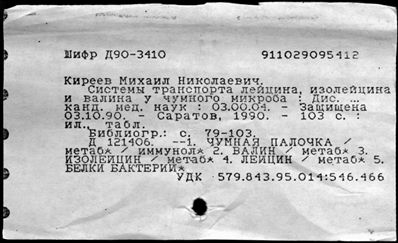 Шифр Д90-3410 911029095412
Киреев Михаил Николаевич.
Системы транспорта лейцина, изолейцина
и валина у чумного микроба : Дис. ...
канд. мед. наук : 03.00.04. - Защищена
03.10.90. - Саратов, 1990. - 103 с. :
ил., табл.
Библиогр.: с. 79-103.
Д 121406. --1. ЧУМНАЯ ПАЛОЧКА /
метаб* / иммунол* 2. ВАЛИН / метаб* 3.
ИЗОЛЕЙЦИН / метаб* 4. ЛЕЙЦИН / метаб* 5.
БЕЛКИ БАКТЕРИЙ*
УДК 579.843.95.014:546.466